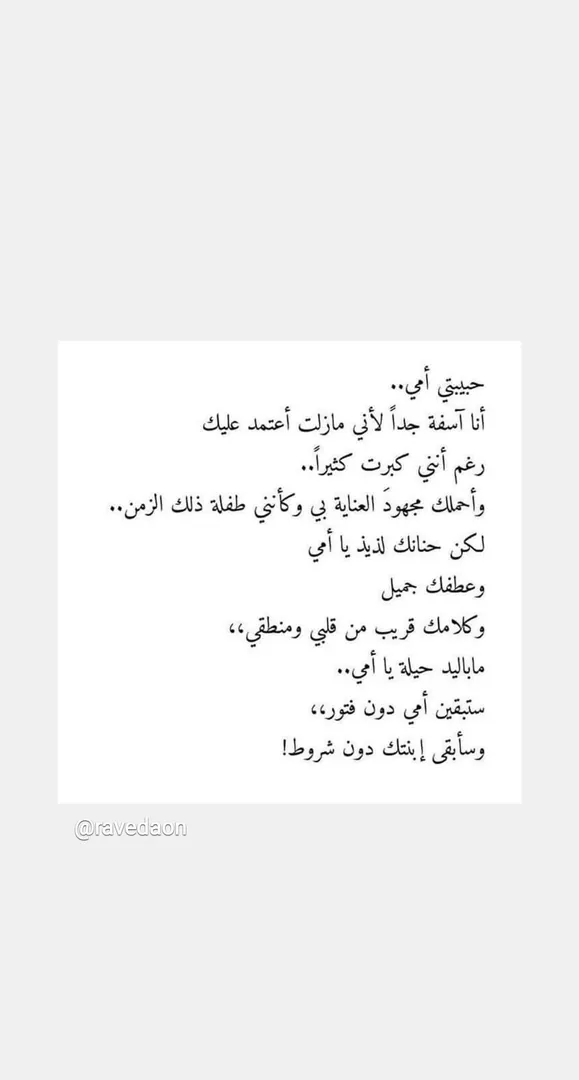 حبيبتي أمي..
أنا آسفة جداً لأني مازلت أعتمد عليك
رغم أنني كبرت كثيراً..
وأحملك مجهودَ العناية بي وكأنني طفلة ذلك الزمن..
لكن حنانك لذيذ يا أمي
وعطفك جميل
وكلامك قريب من قلبي ومنطقي،،
ماباليد حيلة يا أمي..
ستبقين أمي دون فتور،،
وسأبقى إبنتك دون شروط!
@ravedaon